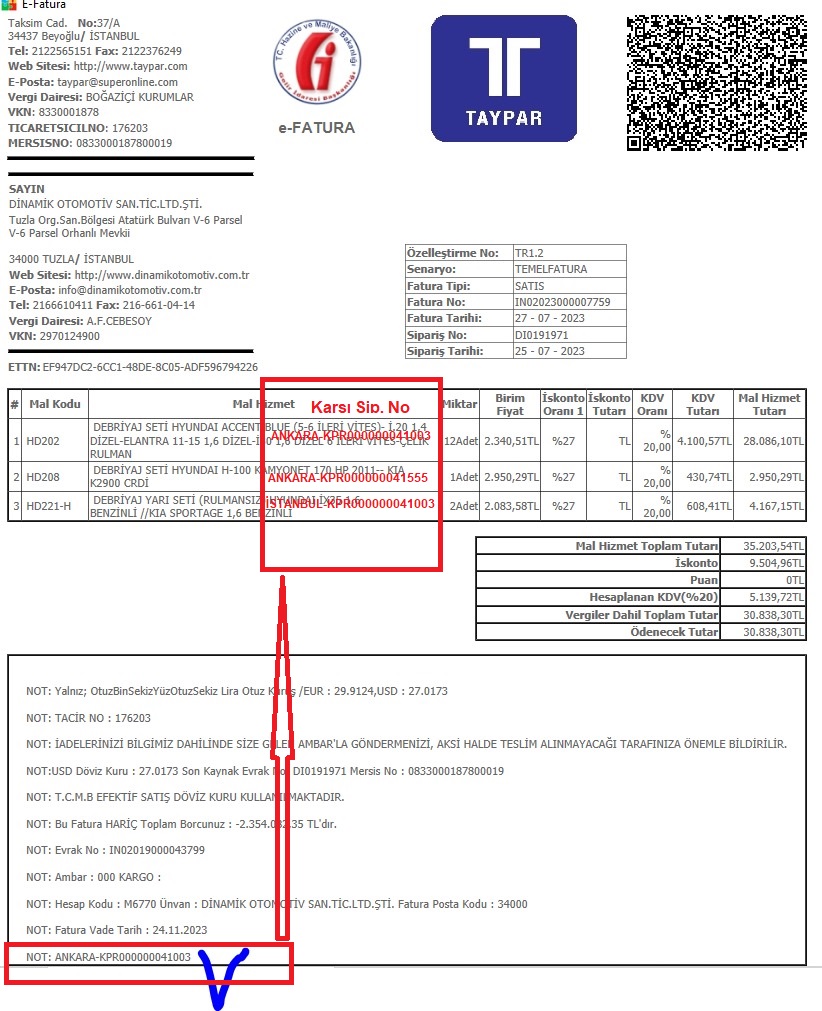 E-Fatura
Taksim Cad. No:37/A
34437 Beyoğlu/ İSTANBUL
Tel: 2122565151 Fax: 2122376249
Web Sitesi: http://www.taypar.com
E-Posta: taypar@superonline.com
Vergi Dairesi: BOĞAZİÇİ KURUMLAR
VKN: 8330001878
TICARETSICILNO: 176203
MERSISNO: 0833000187800019
T.C. Hazine ve Maliye Bakanlığı
Gelir İdaresi Başkanlığı
e-FATURA
TAYPAR
SAYIN
DİNAMİK OTOMOTİV SAN.TİC.LTD.ŞTİ.
Tuzla Org.San.Bölgesi Atatürk Bulvarı V-6 Parsel
V-6 Parsel Orhanlı Mevkii
34000 TUZLA/ İSTANBUL
Web Sitesi: http://www.dinamikotomotiv.com.tr
E-Posta: info@dinamikotomotiv.com.tr
Tel: 2166610411 Fax: 216-661-04-14
Vergi Dairesi: A.F.CEBESOY
VKN: 2970124900
ETTN: EF947DC2-6CC1-48DE-8C05-ADF596794226
Özelleştirme No: TR1.2
Senaryo: TEMELFATURA
Fatura Tipi: SATIS
Fatura No: IN02023000007759
Fatura Tarihi: 27 - 07 - 2023
Sipariş No: DI0191971
Sipariş Tarihi: 25 - 07 - 2023
# Mal Kodu Mal Hizmet Karsı Sip. No Miktar Birim Fiyat İskonto Oranı 1 İskonto Tutarı KDV Oranı KDV Tutarı Mal Hizmet Tutarı
1 HD202 DEBRİYAJ SETİ HYUNDAI ACCENT BLUE (5-6 İLERİ VİTES)- İ.20 1.4 DİZEL-ELANTRA 11-15 1,6 DİZEL-İ30 1,6 DİZEL 6 İLERİ VİTES-ÇELİK RULMAN ANKARA-KPR000000041003 12Adet 2.340,51TL %27 TL % 20,00 4.100,57TL 28.086,10TL
2 HD208 DEBRİYAJ SETİ HYUNDAI H-100 KAMYONET 170 HP 2011-- KIA K2900 CRDİ ANKARA-KPR000000041555 1Adet 2.950,29TL %27 TL % 20,00 430,74TL 2.950,29TL
3 HD221-H DEBRİYAJ YARI SETİ (RULMANSIZ) HYUNDAI İX35 1,6 BENZİNLİ //KIA SPORTAGE 1,6 BENZİNLİ İSTANBUL-KPR000000041003 2Adet 2.083,58TL %27 TL % 20,00 608,41TL 4.167,15TL
Mal Hizmet Toplam Tutarı 35.203,54TL
İskonto 9.504,96TL
Puan 0TL
Hesaplanan KDV(%20) 5.139,72TL
Vergiler Dahil Toplam Tutar 30.838,30TL
Ödenecek Tutar 30.838,30TL
NOT: Yalnız; OtuzBinSekizYüzOtuzSekiz Lira Otuz Kuruş /EUR : 29.9124,USD : 27.0173
NOT: TACİR NO : 176203
NOT: İADELERİNİZİ BİLGİMİZ DAHİLİNDE SİZE GELEN AMBAR'LA GÖNDERMENİZİ, AKSİ HALDE TESLİM ALINMAYACAĞI TARAFINIZA ÖNEMLE BİLDİRİLİR.
NOT:USD Döviz Kuru : 27.0173 Son Kaynak Evrak No: DI0191971 Mersis No : 0833000187800019
NOT: T.C.M.B EFEKTİF SATIŞ DÖVİZ KURU KULLANILMAKTADIR.
NOT: Bu Fatura HARİÇ Toplam Borcunuz : TL'dır.
NOT: Evrak No : IN02019000043799
NOT: Ambar : 000 KARGO :
NOT: Hesap Kodu : M6770 Ünvan : DİNAMİK OTOMOTİV SAN.TİC.LTD.ŞTİ. Fatura Posta Kodu : 34000
NOT: Fatura Vade Tarih : 24.11.2023
NOT: ANKARA-KPR000000041003